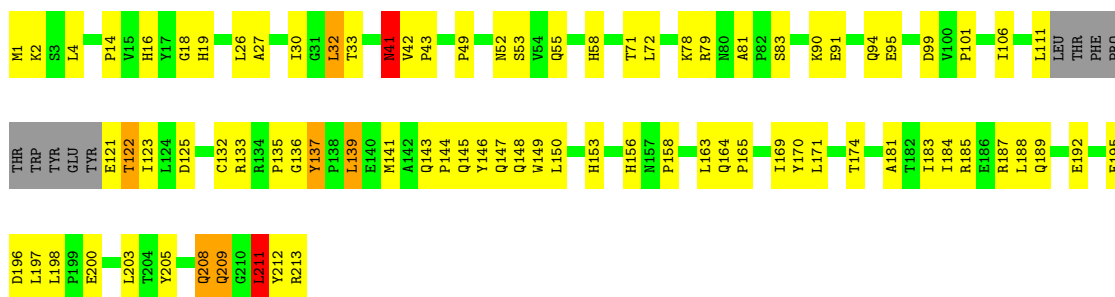 M1 K2 S3 L4 P14 V15 H16 Y17 G18 H19 L26 A27 I30 G31 L32 T33 N41 V42 P43 P49 N52 S53 V54 Q55 H58 T71 L72 K78 R79 N80 A81 P82 S83 K90 E91 Q94 E95 D99 V100 P101 I106 L111 LEU THR PHE PRO
THR TRP TYR GLU TYR E121 T122 I123 L124 D125 C132 R133 R134 P135 G136 Y137 P138 L139 E140 M141 A142 Q143 P144 Q145 Y146 Q147 Q148 W149 L150 H153 H156 N157 P158 L163 Q164 P165 I169 Y170 L171 T174 A181 T182 I183 I184 R185 E186 R187 L188 Q189 E192
D196 L197 L198 P199 E200 L203 T204 Y205 Q208 Q209 G210 L211 Y212 R213